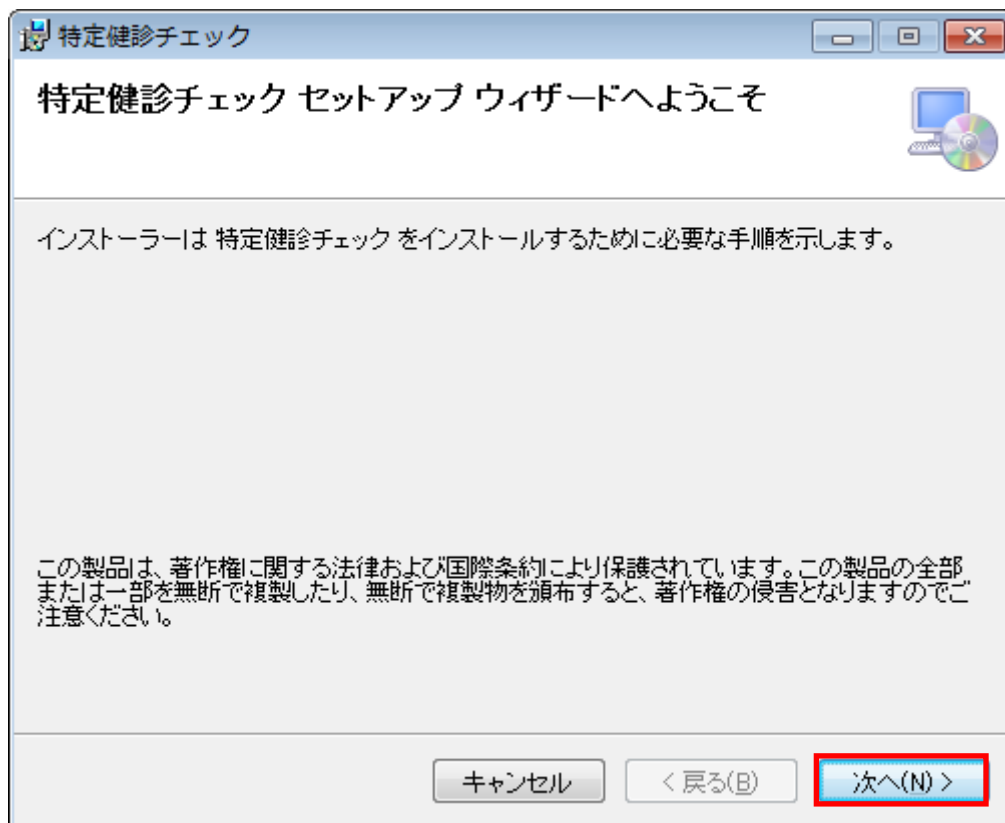 特定健診チェック
特定健診チェック セットアップ ウィザードへようこそ
インストーラーは 特定健診チェック をインストールするために必要な手順を示します。
この製品は、著作権に関する法律および国際条約により保護されています。この製品の全部
または一部を無断で複製したり、無断で複製物を頒布すると、著作権の侵害となりますのでご
注意ください。
キャンセル
< 戻る(B)
次へ(N) >